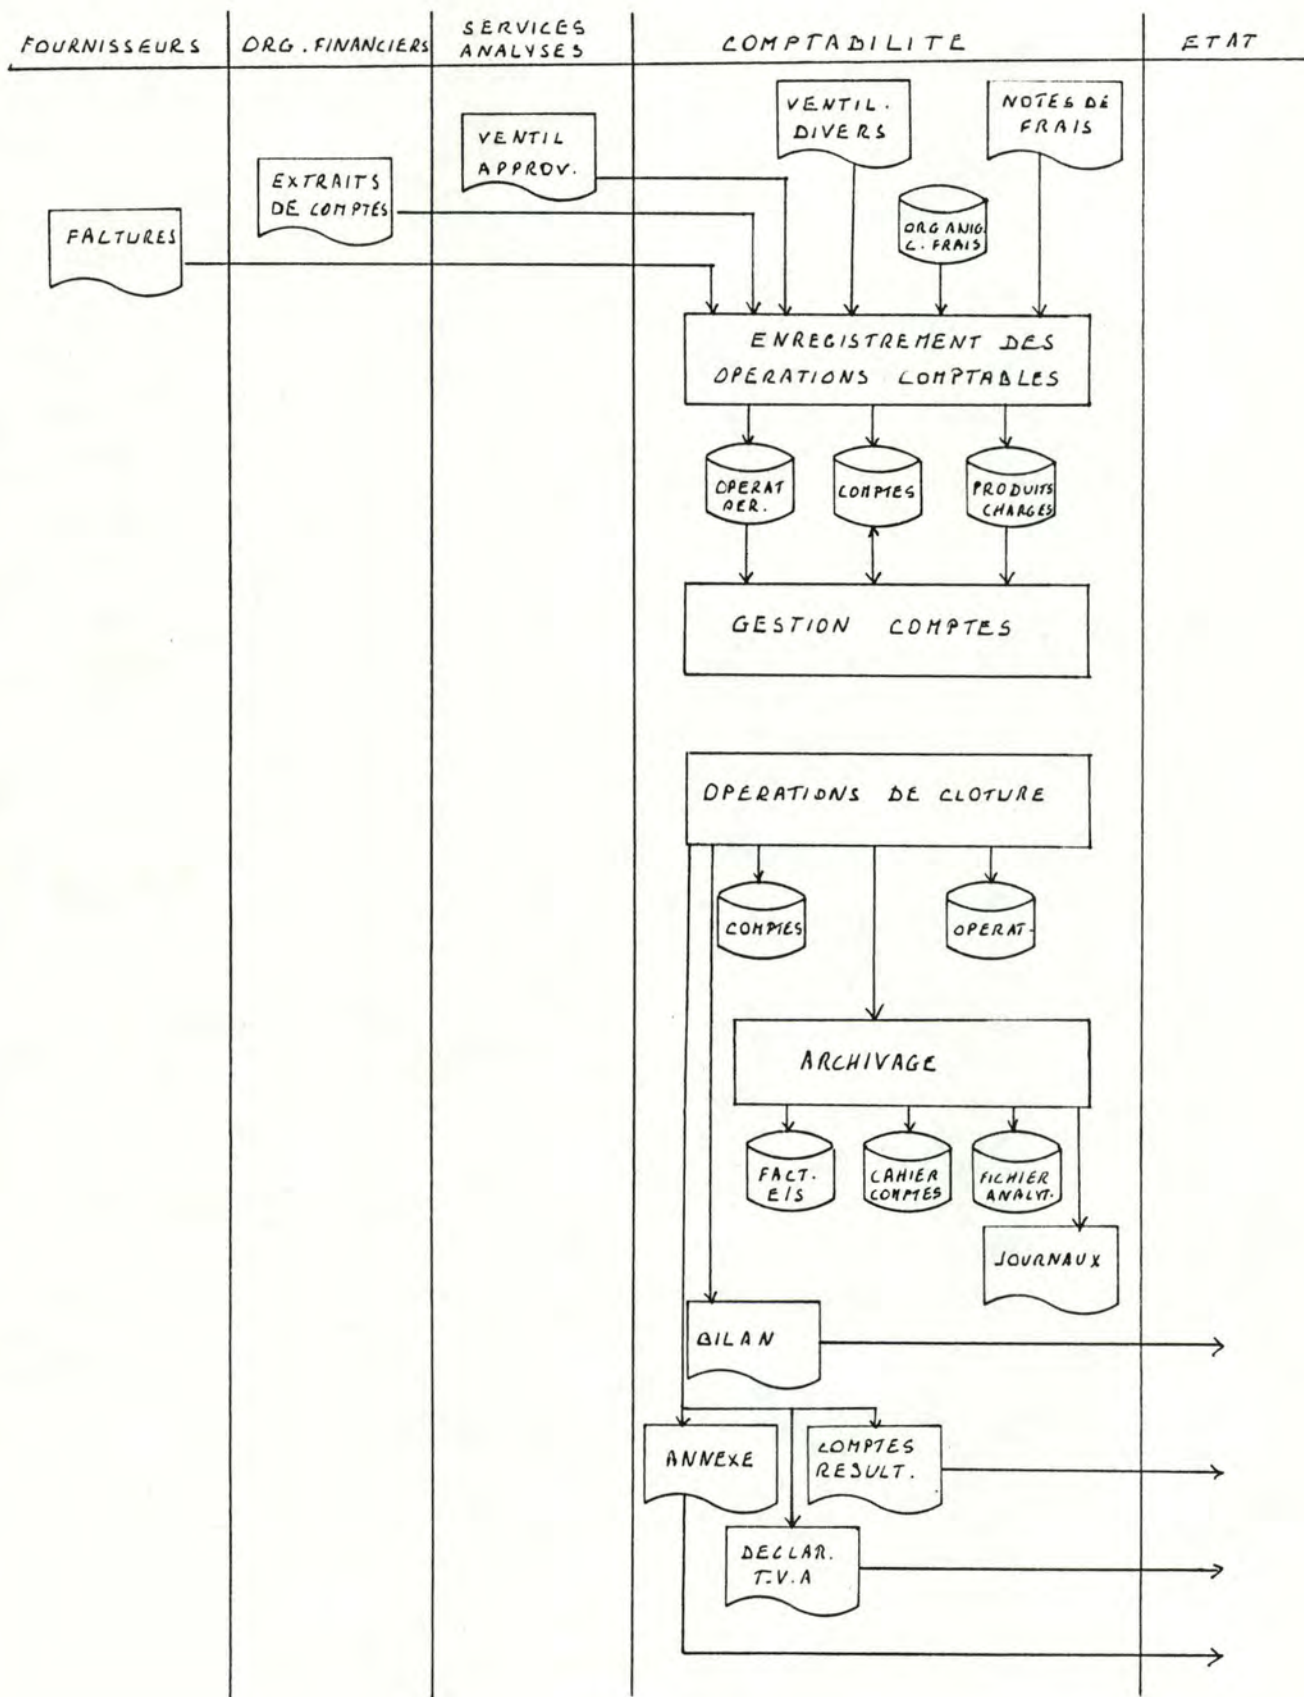 FOURNISSEURS
ORG. FINANCIERS
SERVICES
ANALYSES
COMPTABILITE
ETAT
VENTIL.
DIVERS
NOTES DE
FRAIS
VENTIL
APPROV.
EXTRAITS
DE COMPTES
FACTURES
ORGANIG.
C. FRAIS
ENREGISTREMENT DES
OPERATIONS COMPTABLES
OPERAT
AER.
COMPTES
PRODUITS
CHARGES
GESTION COMPTES
OPERATIONS DE CLOTURE
COMPTES
OPERAT.
ARCHIVAGE
FACT.
E/S
CAHIER
COMPTES
FICHIER
ANALYT.
JOURNAUX
BILAN
ANNEXE
COMPTES
RESULT.
DECLAR.
T.V.A